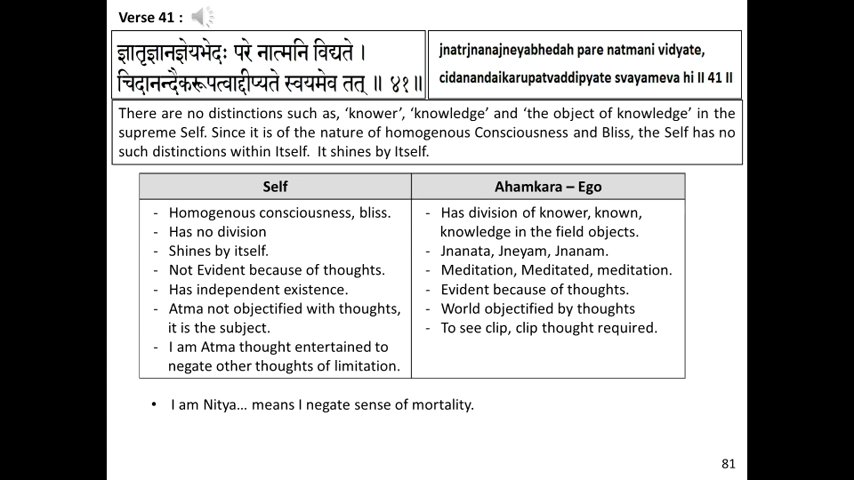 Verse 41 :
ज्ञातृज्ञानज्ञेयभेदः परे नात्मनि विद्यते ।
चिदानन्दैकरूपत्वाद्दीप्यते स्वयमेव तत् ॥ ४१॥
jnatrjnanajneyabhedah pare natmani vidyate,
cidanandaikarupatvaddipyate svayameva hi II 41 II
There are no distinctions such as, ‘knower’, ‘knowledge’ and ‘the object of knowledge’ in the
supreme Self. Since it is of the nature of homogenous Consciousness and Bliss, the Self has no
such distinctions within Itself. It shines by Itself.
Self
- Homogenous consciousness, bliss.
- Has no division
- Shines by itself.
- Not Evident because of thoughts.
- Has independent existence.
- Atma not objectified with thoughts,
it is the subject.
- I am Atma thought entertained to
negate other thoughts of limitation.
Ahamkara – Ego
- Has division of knower, known,
knowledge in the field objects.
- Jnanata, Jneyam, Jnanam.
- Meditation, Meditated, meditation.
- Evident because of thoughts.
- World objectified by thoughts
- To see clip, clip thought required.
• I am Nitya… means I negate sense of mortality.
81